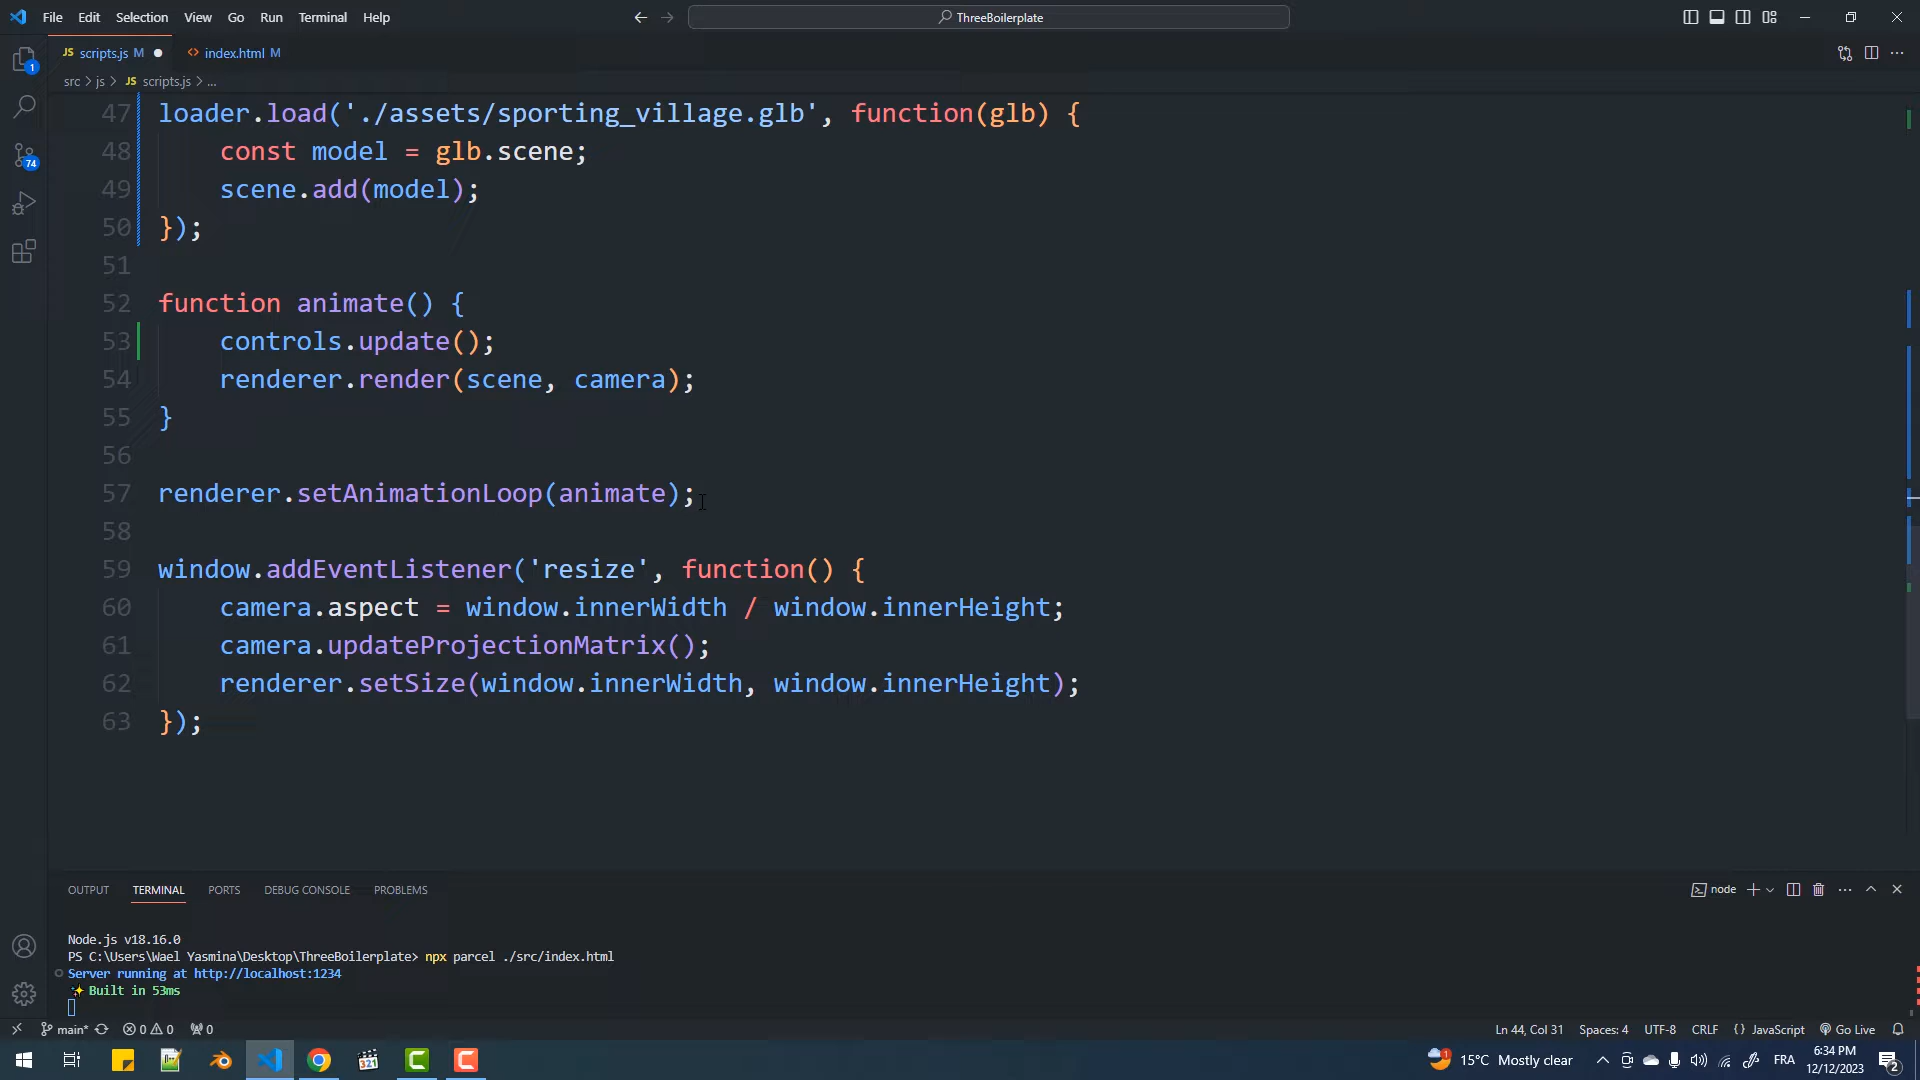 File Edit Selection View Go Run Terminal Help
ThreeBoilerplate
JS scripts.js M
index.html M
src > js > JS scripts.js > ...
47 loader.load('./assets/sporting_village.glb', function(glb) {
48 const model = glb.scene;
49 scene.add(model);
50 });
51
52 function animate() {
53 controls.update();
54 renderer.render(scene, camera);
55 }
56
57 renderer.setAnimationLoop(animate);
58
59 window.addEventListener('resize', function() {
60 camera.aspect = window.innerWidth / window.innerHeight;
61 camera.updateProjectionMatrix();
62 renderer.setSize(window.innerWidth, window.innerHeight);
63 });
1
74
OUTPUT TERMINAL PORTS DEBUG CONSOLE PROBLEMS
node
Node.js v18.16.0
PS C:\Users\Wael Yasmina\Desktop\ThreeBoilerplate> npx parcel ./src/index.html
Server running at http://localhost:1234
Built in 53ms
main* 0 0 0
Ln 44, Col 31 Spaces: 4 UTF-8 CRLF {} JavaScript Go Live
321
1
15°C Mostly clear
FRA
6:34 PM
12/12/2023
2